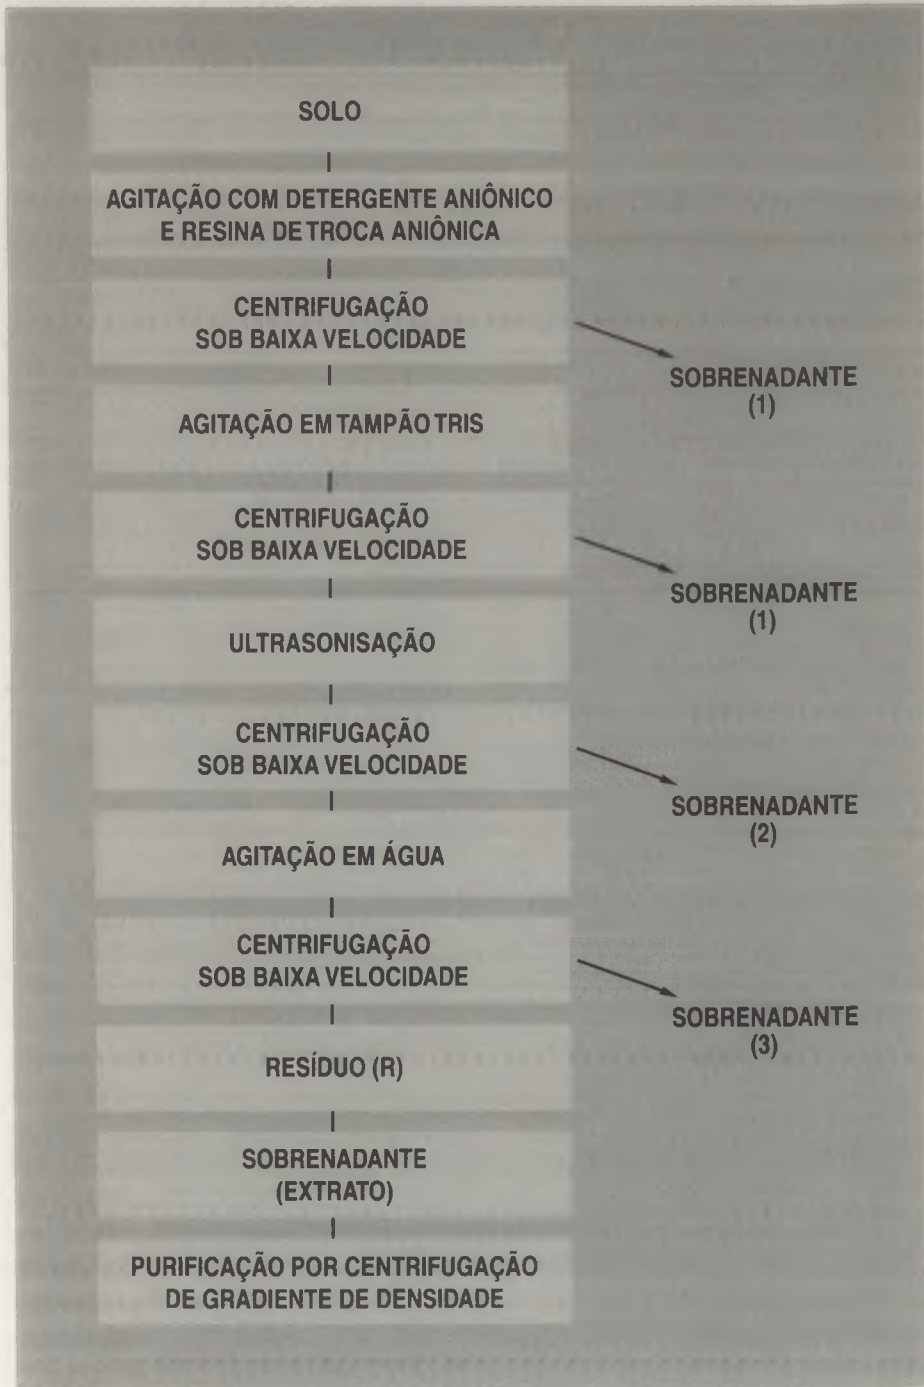 SOLO
AGITAÇÃO COM DETERGENTE ANIÔNICO
E RESINA DE TROCA ANIÔNICA
CENTRIFUGAÇÃO
SOB BAIXA VELOCIDADE
SOBRENADANTE
(1)
AGITAÇÃO EM TAMPÃO TRIS
CENTRIFUGAÇÃO
SOB BAIXA VELOCIDADE
SOBRENADANTE
(1)
ULTRASONISAÇÃO
CENTRIFUGAÇÃO
SOB BAIXA VELOCIDADE
SOBRENADANTE
(2)
AGITAÇÃO EM ÁGUA
CENTRIFUGAÇÃO
SOB BAIXA VELOCIDADE
SOBRENADANTE
(3)
RESÍDUO (R)
SOBRENADANTE
(EXTRATO)
PURIFICAÇÃO POR CENTRIFUGAÇÃO
DE GRADIENTE DE DENSIDADE